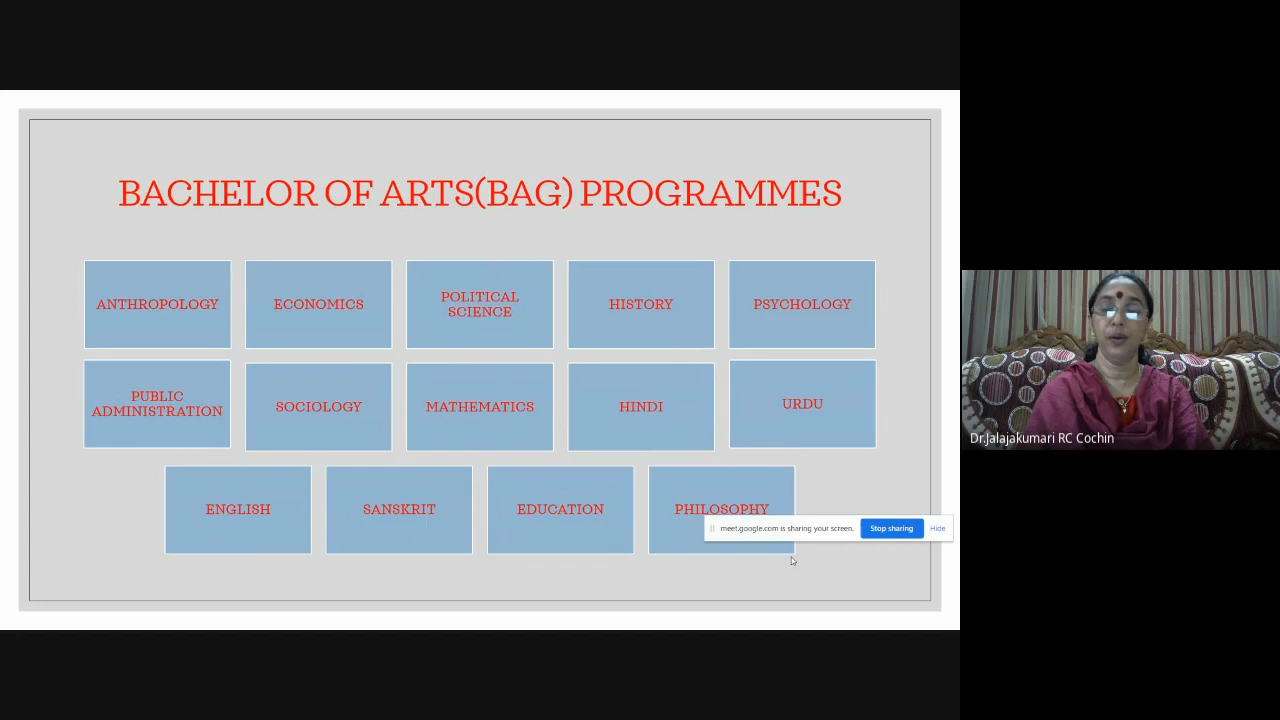 BACHELOR OF ARTS(BAG) PROGRAMMES
ANTHROPOLOGY
ECONOMICS
POLITICAL
SCIENCE
HISTORY
PSYCHOLOGY
PUBLIC
ADMINISTRATION
SOCIOLOGY
MATHEMATICS
HINDI
URDU
ENGLISH
SANSKRIT
EDUCATION
PHILOSOPHY
meet.google.com is sharing your screen.
Stop sharing
Hide
Dr.Jalajakumari RC Cochin